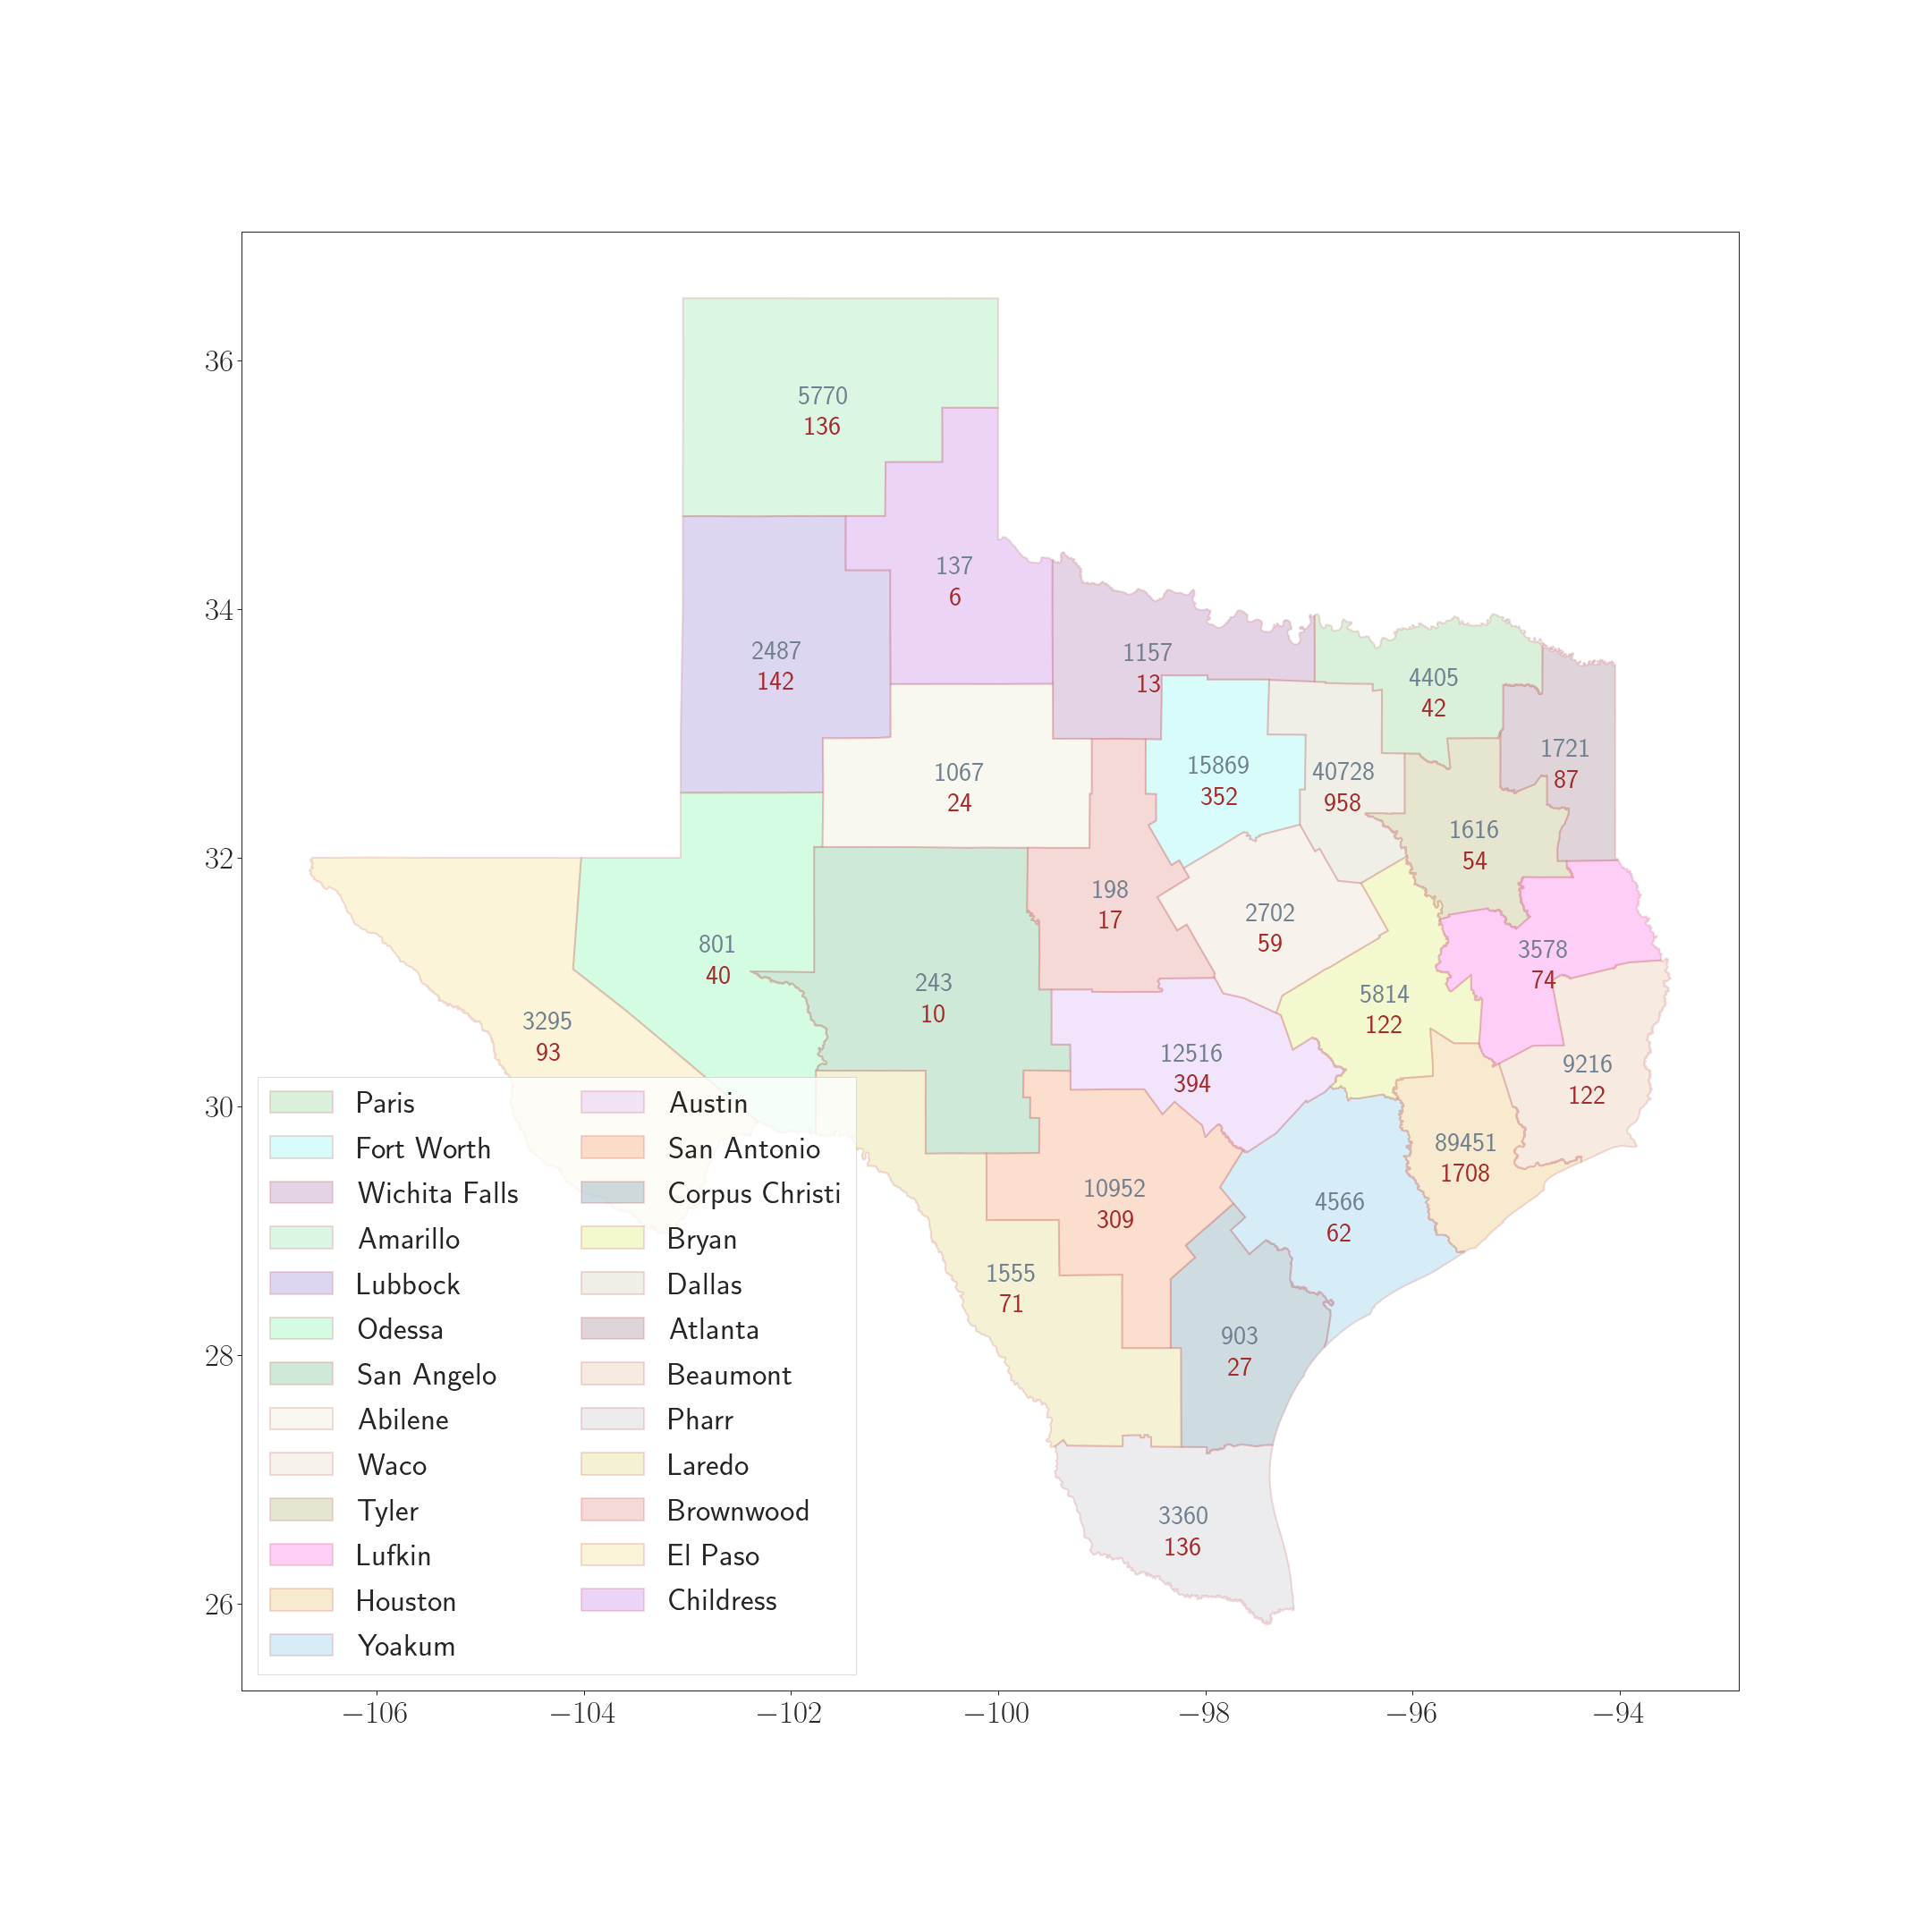 36
34
32
30
28
26
5770
136
137
6
2487
142
1157
13
4405
42
1721
87
1067
24
15869
352
40728
958
1616
54
198
17
2702
59
801
40
243
10
3578
74
5814
122
3295
93
12516
394
9216
122
89451
1708
10952
309
4566
62
1555
71
903
27
3360
136
Paris
Fort Worth
Wichita Falls
Amarillo
Lubbock
Odessa
San Angelo
Abilene
Waco
Tyler
Lufkin
Houston
Yoakum
Austin
San Antonio
Corpus Christi
Bryan
Dallas
Atlanta
Beaumont
Pharr
Laredo
Brownwood
El Paso
Childress
−106 −104 −102 −100 −98 −96 −94